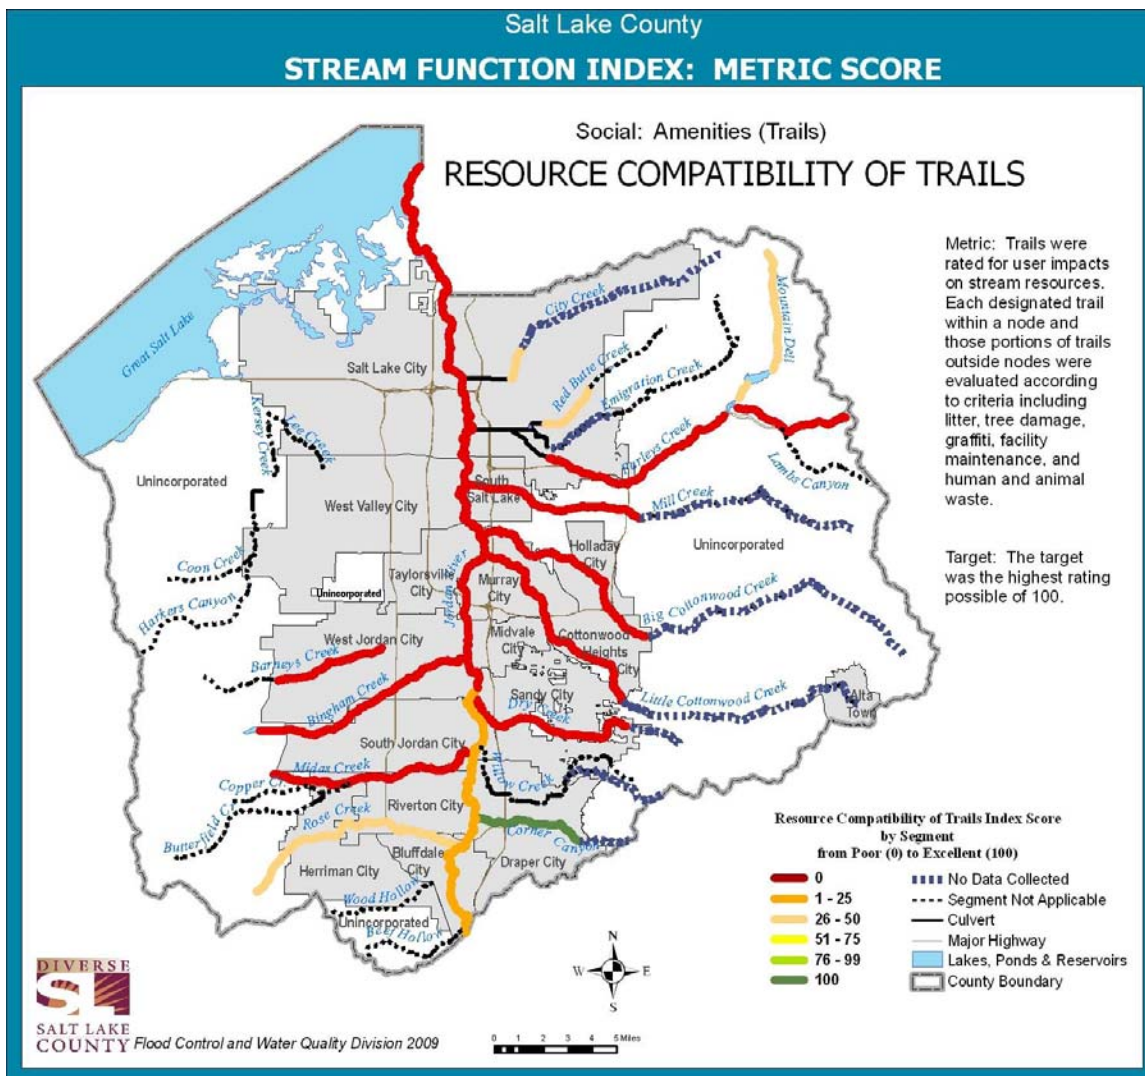 Salt Lake County
STREAM FUNCTION INDEX: METRIC SCORE
Social: Amenities (Trails)
RESOURCE COMPATIBILITY OF TRAILS
Metric: Trails were
rated for user impacts
on stream resources.
Each designated trail
within a node and
those portions of trails
outside nodes were
evaluated according
to criteria including
litter, tree damage,
graffiti, facility
maintenance, and
human and animal
waste.
Target: The target
was the highest rating
possible of 100.
Great Salt Lake
City Creek
Mountain Dell
Salt Lake City
Red Butte Creek
Emigration Creek
Kersey Creek
Lee Creek
Parleys Creek
Lambs Canyon
Unincorporated
South
Salt Lake
West Valley City
Mill Creek
Unincorporated
Holladay
City
Coon Creek
Taylorsville
City
Jordan River
Murray
City
Unincorporated
Harkers Canyon
Big Cottonwood Creek
West Jordan City
Midvale
City
Cottonwood
Heights
City
Barneys Creek
Bingham Creek
Sandy City
Little Cottonwood Creek
Alta
Town
Dry Creek
South Jordan City
Midas Creek
Willow Creek
Copper Cr
Butterfield C
Riverton City
Rose Creek
Corner Canyon
Bluffdale
City
Draper City
Herriman City
Wood Hollow
Unincorporated
Beef Hollow
Resource Compatibility of Trails Index Score
by Segment
from Poor (0) to Excellent (100)
0
1 - 25
26 - 50
51 - 75
76 - 99
100
No Data Collected
Segment Not Applicable
Culvert
Major Highway
Lakes, Ponds & Reservoirs
County Boundary
N
W E
S
0 1 2 3 4 5 Miles
DIVERSE
SL
SALT LAKE
COUNTY
Flood Control and Water Quality Division 2009